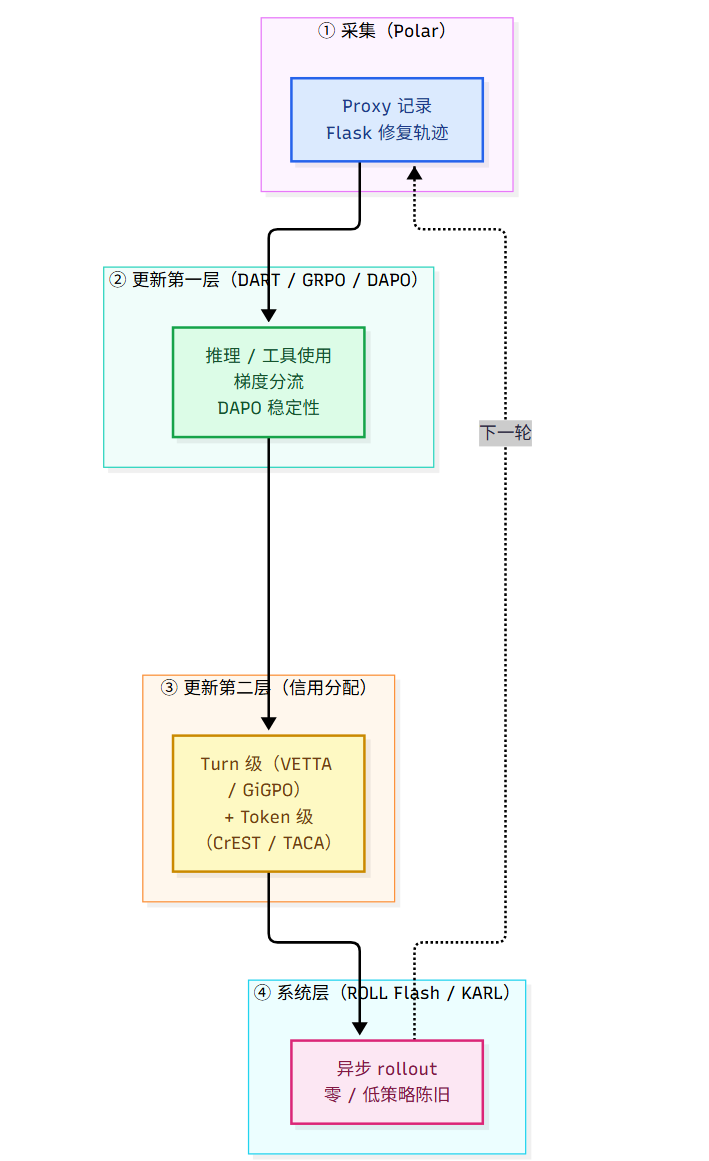 ① 采集（Polar）
Proxy 记录
Flask 修复轨迹
② 更新第一层（DART / GRPO / DAPO）
推理 / 工具使用
梯度分流
DAPO 稳定性
下一轮
③ 更新第二层（信用分配）
Turn 级（VETTA
/ GiGPO）
+ Token 级
（CrEST / TACA）
④ 系统层（ROLL Flash / KARL）
异步 rollout
零 / 低策略陈旧